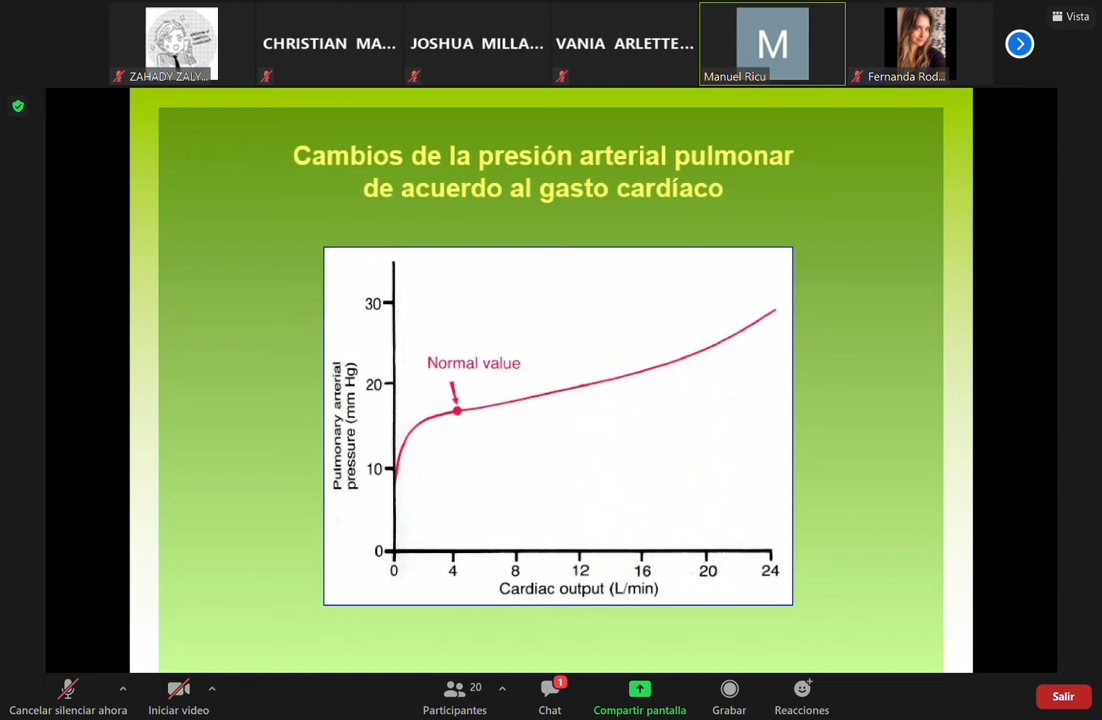 Vista
CHRISTIAN MA...
JOSHUA MILLA...
VANIA ARLETTE...
M
ZAHADY ZALY...
Manuel Ricu
Fernanda Rod...
Cambios de la presión arterial pulmonar
de acuerdo al gasto cardíaco
Pulmonary arterial
pressure (mm Hg)
30
20
10
0
Normal value
0 4 8 12 16 20 24
Cardiac output (L/min)
20
1
Cancelar silenciar ahora
Iniciar video
Participantes
Chat
Compartir pantalla
Grabar
Reacciones
Salir